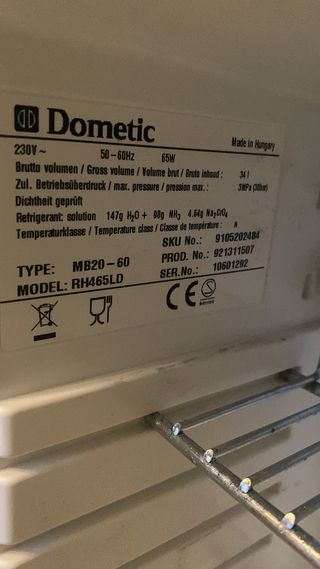 Dometic
Made in Hungary
230V ~ 50-60Hz 65W
Brutto volumen / Gross volume / Volume brut / Bruto inhoud : 34 l
Zul. Betriebsüberdruck / max. pressure / pression max. : 3MPa (30bar)
Dichtheit geprüft
Refrigerant: solution 147g H₂O + 98g NH₃ 4.64g Na₂CrO₄
Temperaturklasse / Temperature class / Classe de température : N
SKU No.: 9105202484
PROD. No.: 921311507
TYPE: MB20-60
SER.No.: 10601292
MODEL: RH465LD
CE